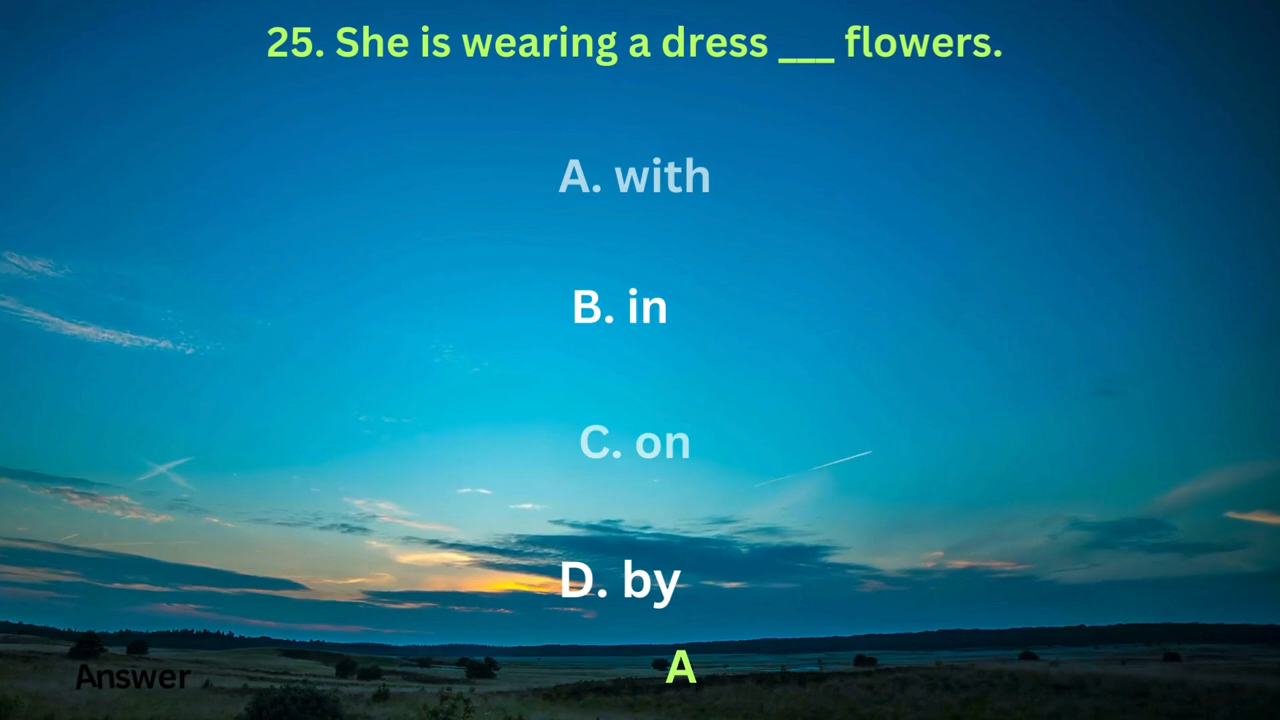 25. She is wearing a dress ___ flowers.
A. with
B. in
C. on
D. by
A
Answer